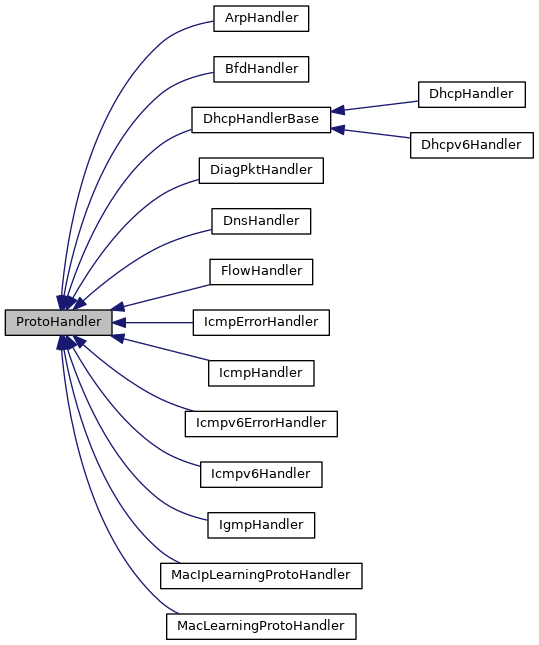 ArpHandler
BfdHandler
DhcpHandler
DhcpHandlerBase
Dhcpv6Handler
DiagPktHandler
DnsHandler
FlowHandler
ProtoHandler
IcmpErrorHandler
IcmpHandler
Icmpv6ErrorHandler
Icmpv6Handler
IgmpHandler
MacIpLearningProtoHandler
MacLearningProtoHandler